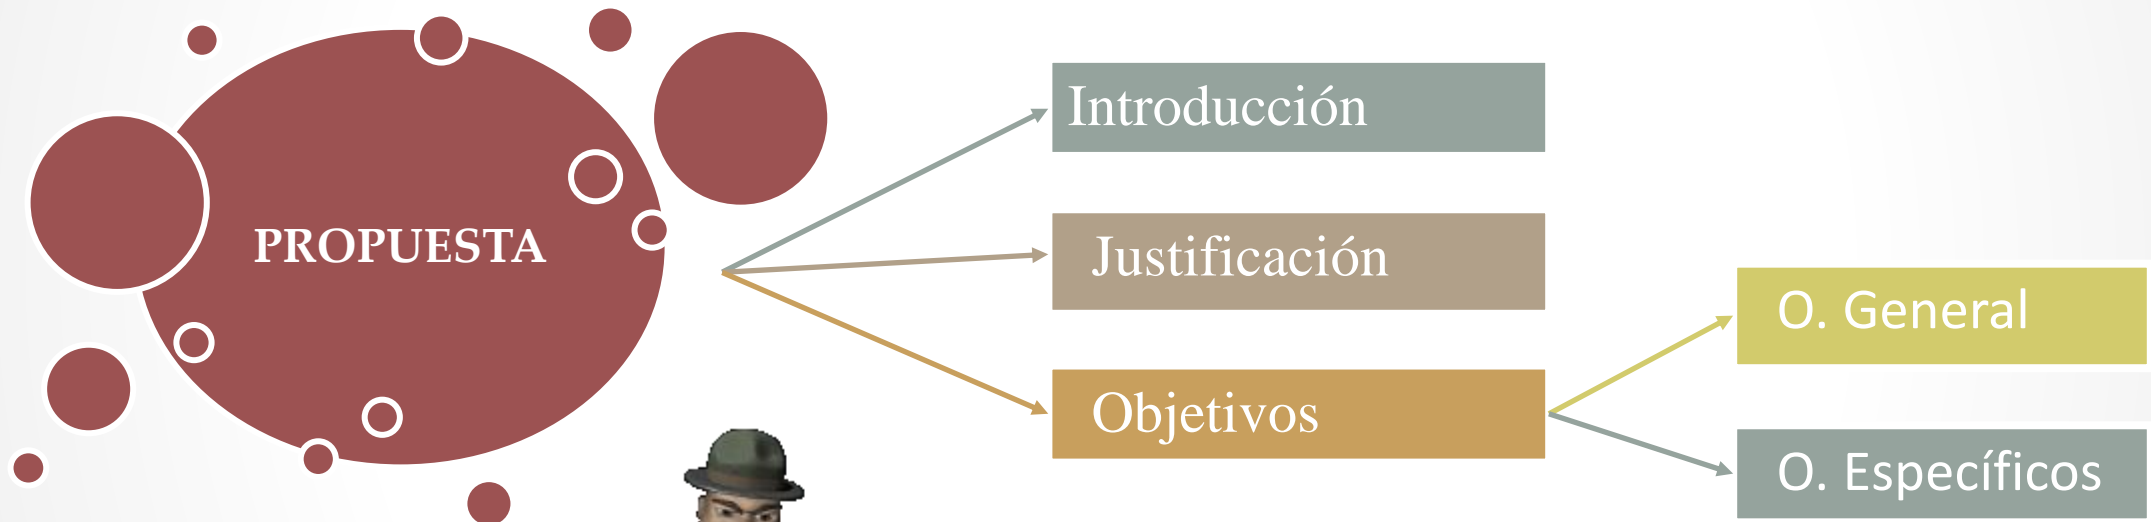 PROPUESTA
Introducción
Justificación
Objetivos
O. General
O. Específicos